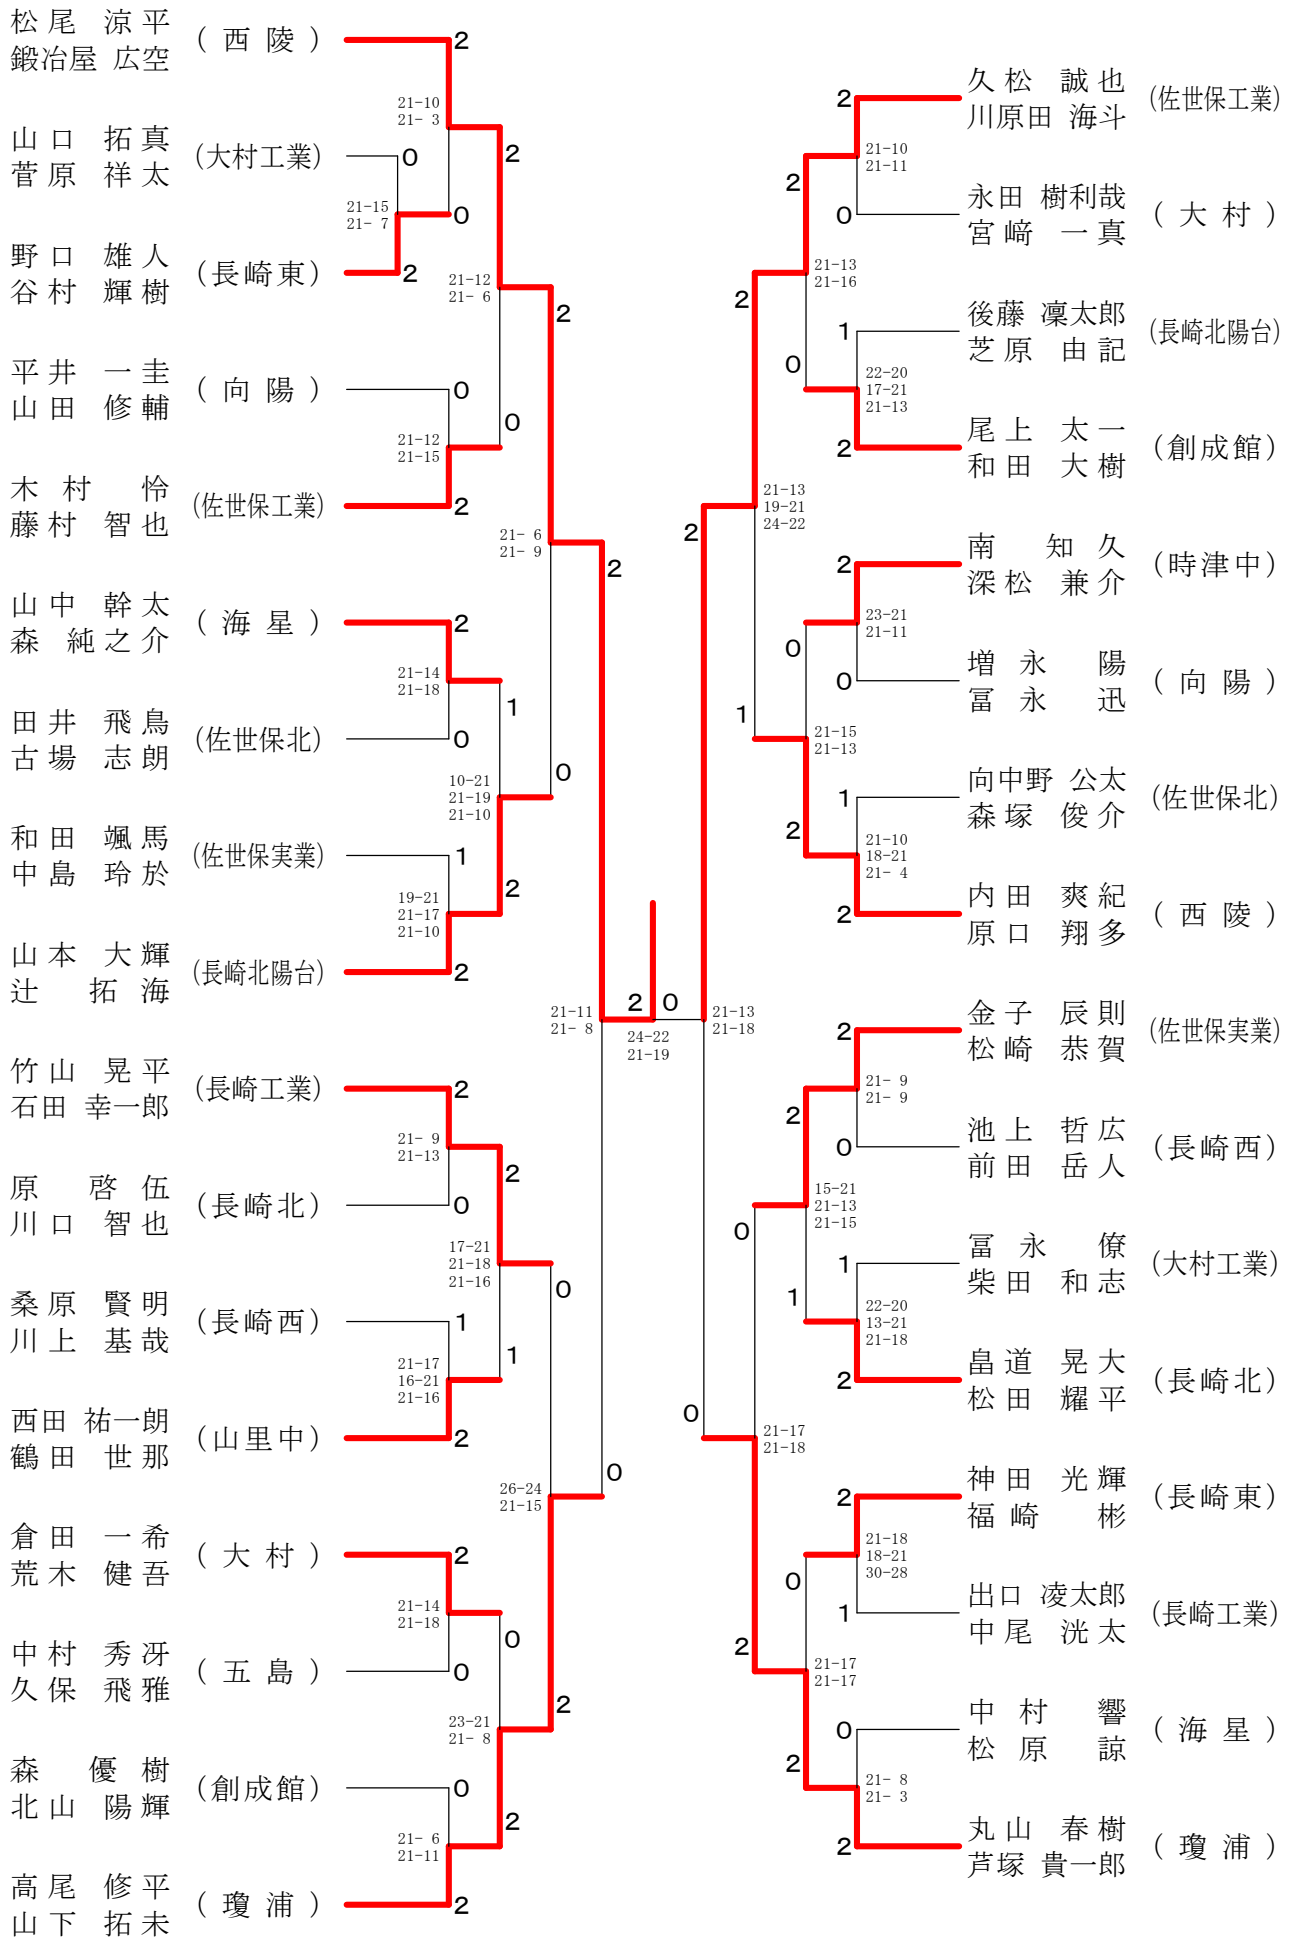 松尾 涼平
鍛冶屋 広空
(西陵)
2
21-10
21- 3
山口 拓真
菅原 祥太
(大村工業)
0
2
21-15
21- 7
0
野口 雄人
谷村 輝樹
(長崎東)
2
21-12
21- 6
2
平井 一圭
山田 修輔
(向陽)
0
0
21-12
21-15
木村 怜
藤村 智也
(佐世保工業)
2
21- 6
21- 9
2
山中 幹太
森 純之介
(海星)
2
21-14
21-18
1
田井 飛鳥
古場 志朗
(佐世保北)
0
0
10-21
21-19
21-10
和田 颯馬
中島 玲於
(佐世保実業)
1
2
19-21
21-17
21-10
山本 大輝
辻 拓海
(長崎北陽台)
2
21-11
21- 8
2
0
24-22
21-19
21-13
21-18
竹山 晃平
石田 幸一郎
(長崎工業)
2
21- 9
21-13
2
原 啓伍
川口 智也
(長崎北)
0
17-21
21-18
21-16
0
桑原 賢明
川上 基哉
(長崎西)
1
1
21-17
16-21
21-16
西田 祐一朗
鶴田 世那
(山里中)
2
0
26-24
21-15
倉田 一希
荒木 健吾
(大村)
2
21-14
21-18
0
中村 秀冴
久保 飛雅
(五島)
0
2
23-21
21- 8
森 優樹
北山 陽輝
(創成館)
0
2
21- 6
21-11
高尾 修平
山下 拓未
(瓊浦)
2
久松 誠也
川原田 海斗
(佐世保工業)
2
21-10
21-11
2
永田 樹利哉
宮﨑 一真
(大村)
0
21-13
21-16
2
後藤 凜太郎
芝原 由記
(長崎北陽台)
1
0
22-20
17-21
21-13
尾上 太一
和田 大樹
(創成館)
2
21-13
19-21
24-22
2
南 知久
深松 兼介
(時津中)
2
23-21
21-11
0
増永 陽
冨永 迅
(向陽)
0
1
21-15
21-13
向中野 公太
森塚 俊介
(佐世保北)
1
2
21-10
18-21
21- 4
内田 爽紀
原口 翔多
(西陵)
2
金子 辰則
松崎 恭賀
(佐世保実業)
2
21- 9
21- 9
2
池上 哲広
前田 岳人
(長崎西)
0
15-21
21-13
21-15
0
冨永 僚
柴田 和志
(大村工業)
1
1
22-20
13-21
21-18
畠道 晃大
松田 耀平
(長崎北)
2
0
21-17
21-18
神田 光輝
福崎 彬
(長崎東)
2
21-18
18-21
30-28
0
出口 凌太郎
中尾 洸太
(長崎工業)
1
2
21-17
21-17
中村 響
松原 諒
(海星)
0
2
21- 8
21- 3
丸山 春樹
芦塚 貴一郎
(瓊浦)
2